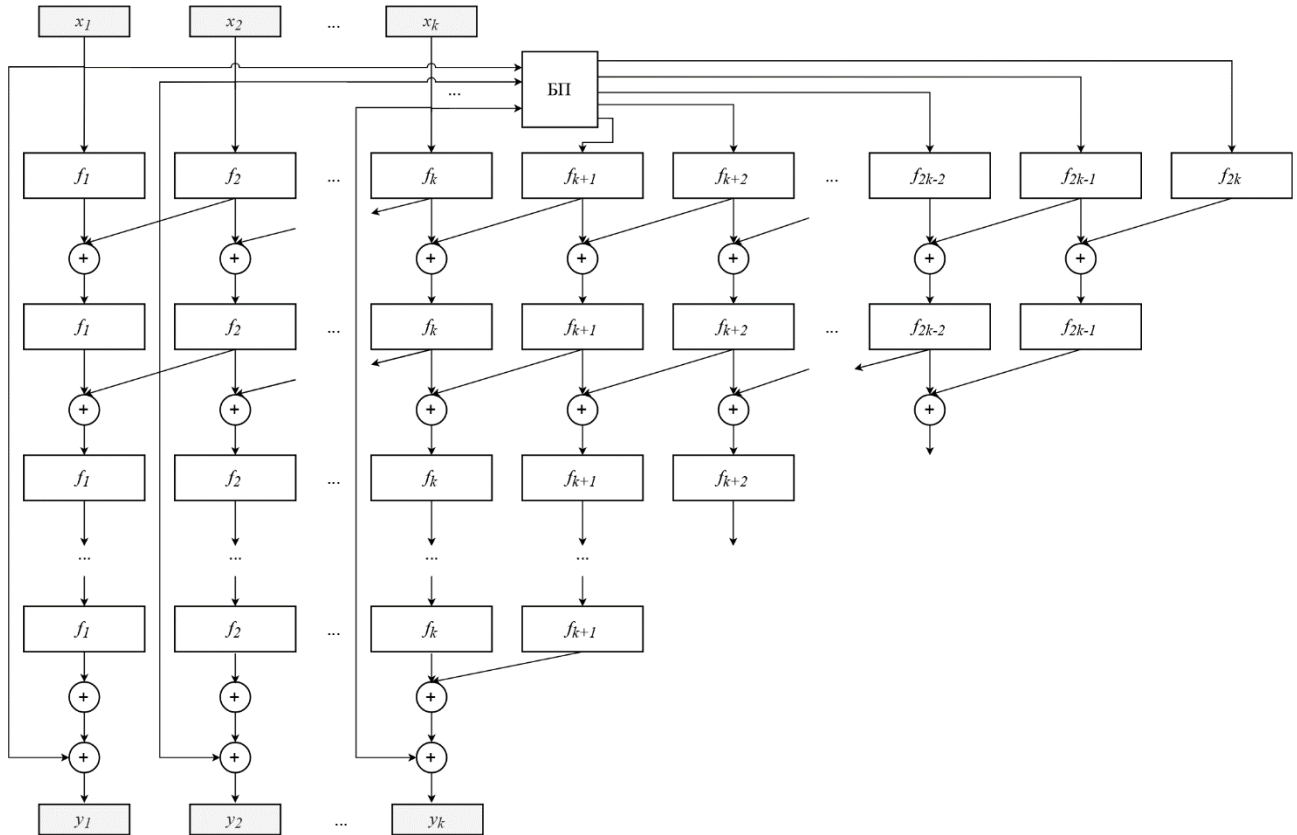 x1 x2 ... xk
...
БП
f1 f2 ... fk fk+1 fk+2 ... f2k-2 f2k-1 f2k
+ + + + + + +
f1 f2 ... fk fk+1 fk+2 ... f2k-2 f2k-1
+ + + + + +
f1 f2 ... fk fk+1 fk+2
... ... ... ...
f1 f2 ... fk fk+1
+ + +
+ + +
y1 y2 ... yk